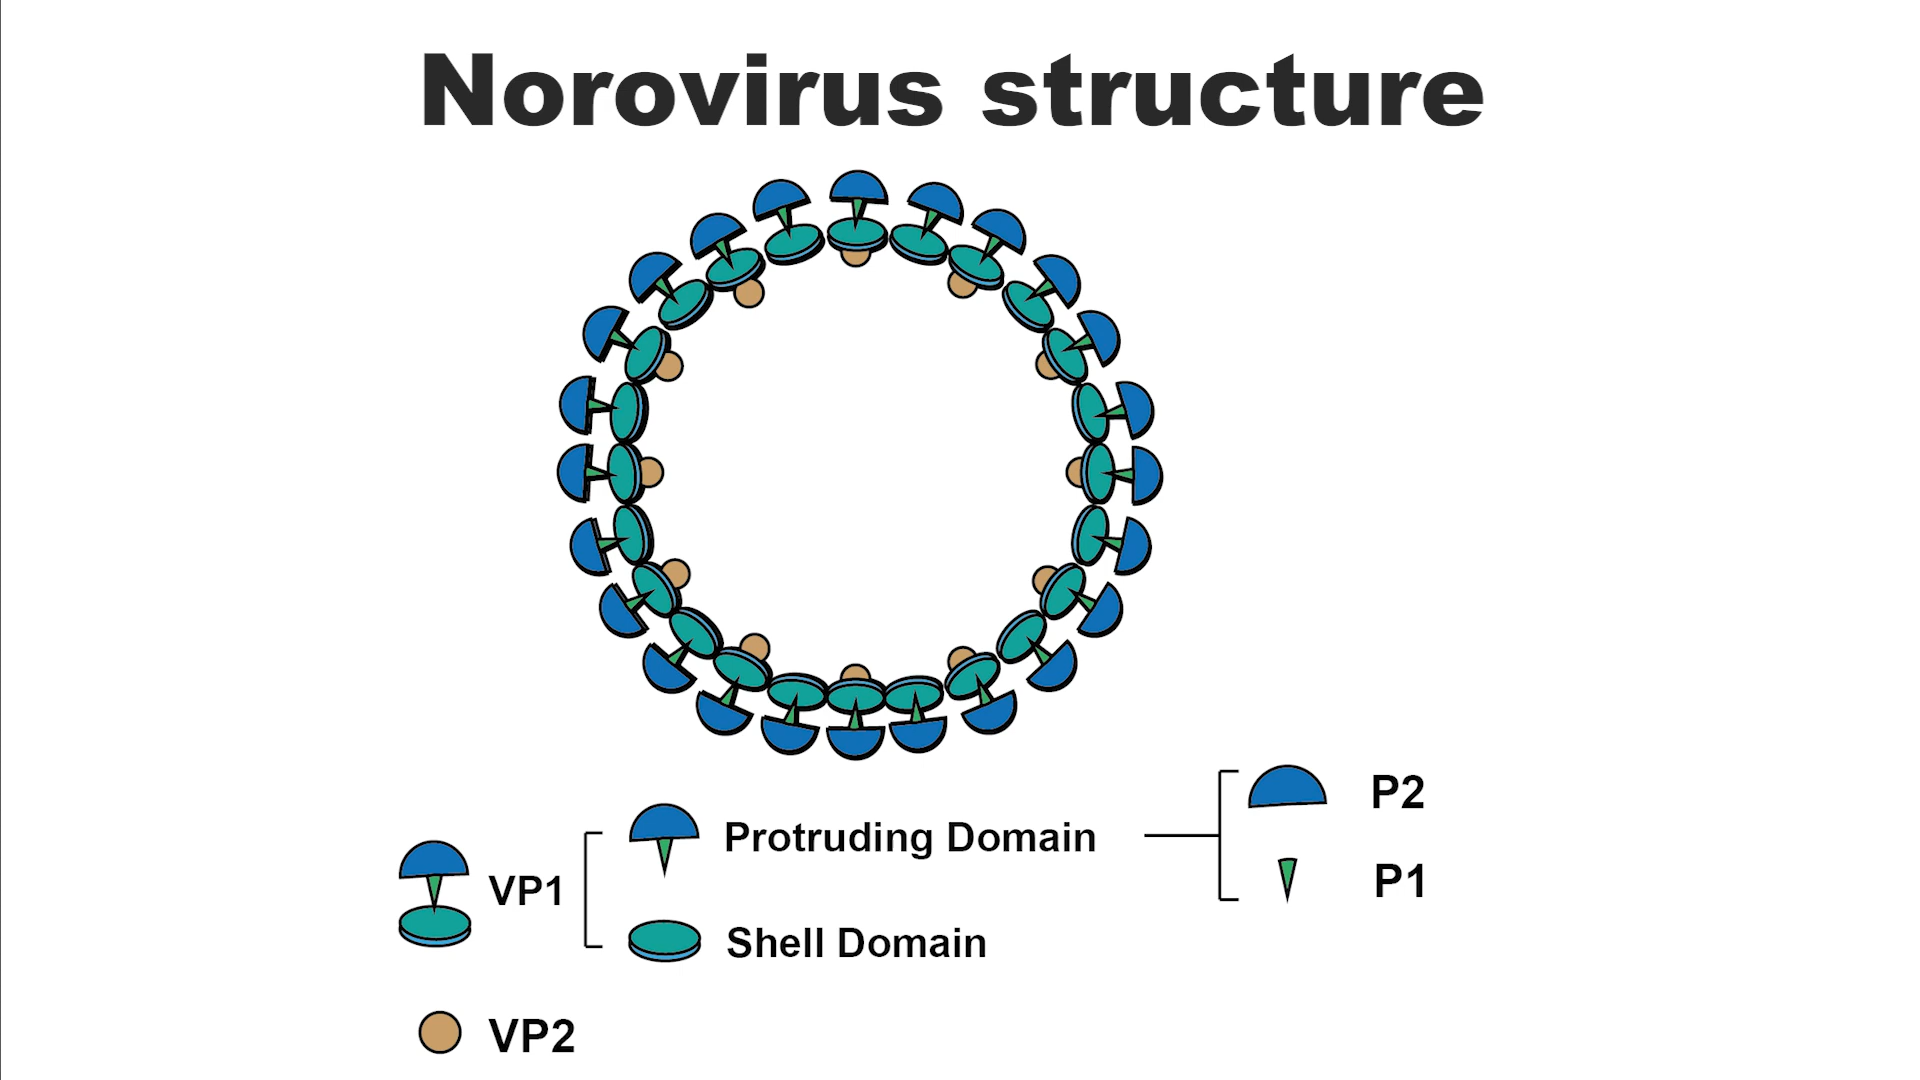 Norovirus structure
P2
Protruding Domain
P1
VP1
Shell Domain
VP2